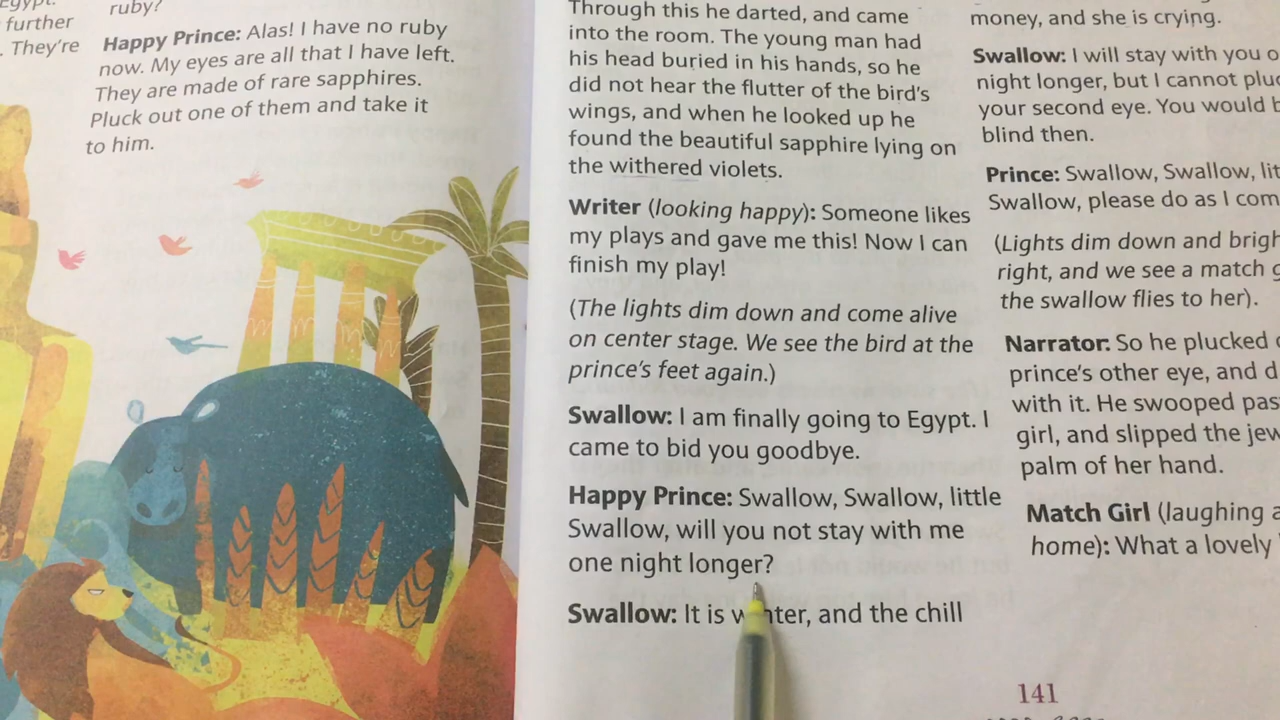 Egypt.
further
. They're
ruby?
Happy Prince: Alas! I have no ruby
now. My eyes are all that I have left.
They are made of rare sapphires.
Pluck out one of them and take it
to him.
Through this he darted, and came
into the room. The young man had
his head buried in his hands, so he
did not hear the flutter of the bird's
wings, and when he looked up he
found the beautiful sapphire lying on
the withered violets.
Writer (looking happy): Someone likes
my plays and gave me this! Now I can
finish my play!
(The lights dim down and come alive
on center stage. We see the bird at the
prince's feet again.)
Swallow: I am finally going to Egypt. I
came to bid you goodbye.
Happy Prince: Swallow, Swallow, little
Swallow, will you not stay with me
one night longer?
Swallow: It is winter, and the chill
money, and she is crying.
Swallow: I will stay with you
night longer, but I cannot
your second eye. You would
blind then.
Prince: Swallow, Swallow,
Swallow, please do as I
(Lights dim down and
right, and we see a match
the swallow flies to her).
Narrator: So he plucked
prince's other eye, and
with it. He swooped
girl, and slipped the
palm of her hand.
Match Girl (laughing
home): What a lovely
141